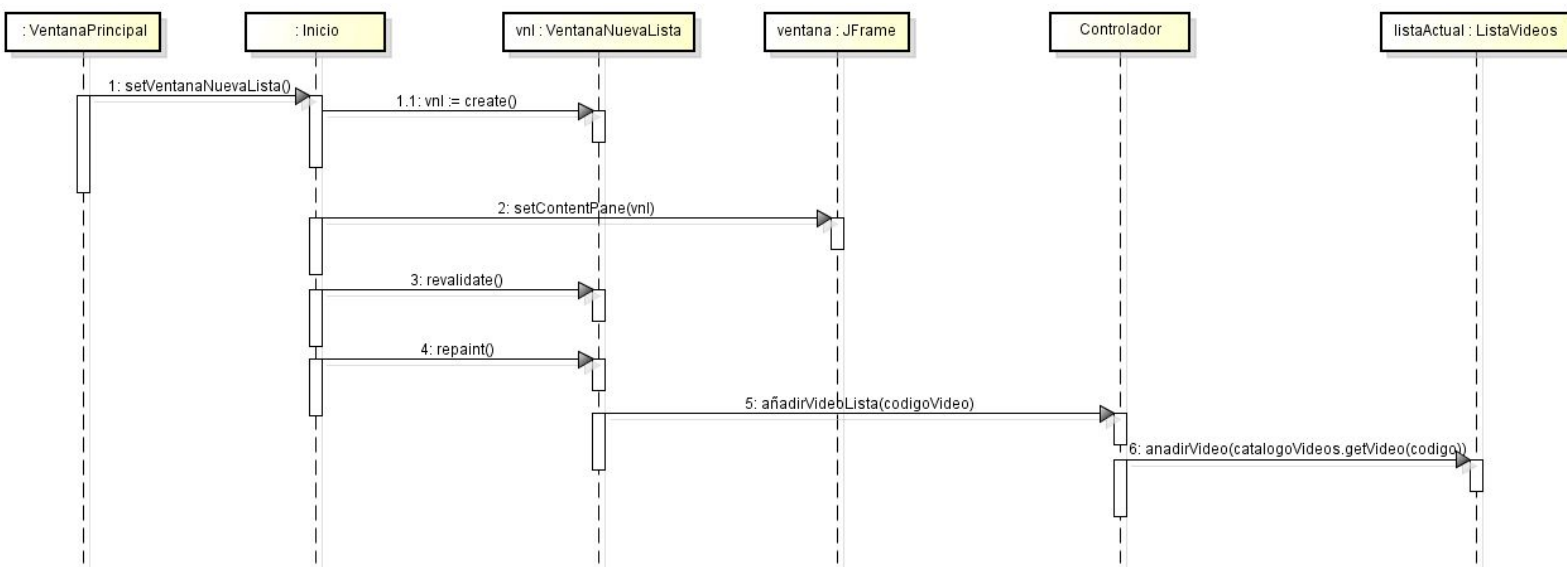 : VentanaPrincipal
: Inicio
vnl : VentanaNuevaLista
ventana : JFrame
Controlador
listaActual : ListaVideos
1: setVentanaNuevaLista()
1.1: vnl := create()
2: setContentPane(vnl)
3: revalidate()
4: repaint()
5: añadirVideoLista(codigoVideo)
6: anadirVideo(catalogoVideos.getVideo(codigo))